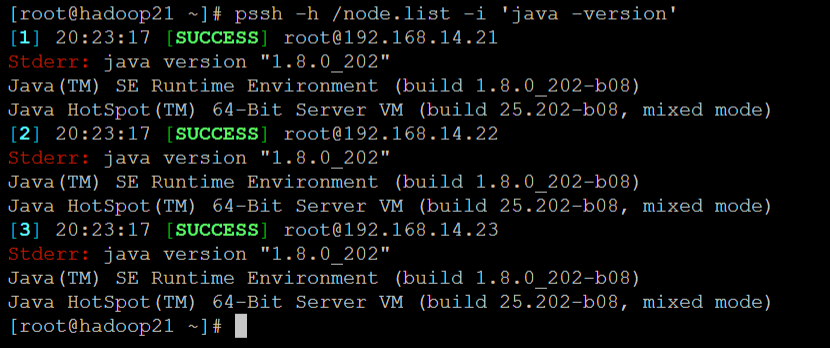 [root@hadoop21 ~]# pssh -h /node.list -i 'java -version'
[1] 20:23:17 [SUCCESS] root@192.168.14.21
Stderr: java version "1.8.0_202"
Java(TM) SE Runtime Environment (build 1.8.0_202-b08)
Java HotSpot(TM) 64-Bit Server VM (build 25.202-b08, mixed mode)
[2] 20:23:17 [SUCCESS] root@192.168.14.22
Stderr: java version "1.8.0_202"
Java(TM) SE Runtime Environment (build 1.8.0_202-b08)
Java HotSpot(TM) 64-Bit Server VM (build 25.202-b08, mixed mode)
[3] 20:23:17 [SUCCESS] root@192.168.14.23
Stderr: java version "1.8.0_202"
Java(TM) SE Runtime Environment (build 1.8.0_202-b08)
Java HotSpot(TM) 64-Bit Server VM (build 25.202-b08, mixed mode)
[root@hadoop21 ~]#